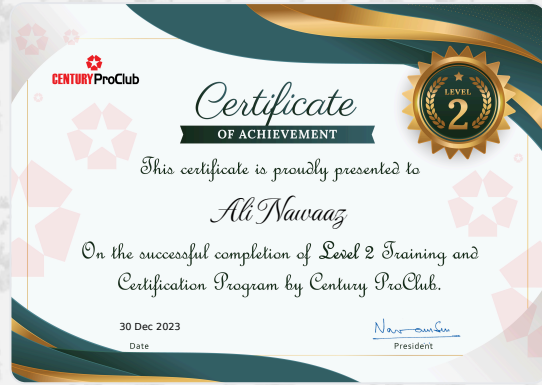 CENTURY ProClub
Certificate
OF ACHIEVEMENT
LEVEL
2
This certificate is proudly presented to
Ali Nawaaz
On the successful completion of Level 2 Training and
Certification Program by Century ProClub.
30 Dec 2023
Date
President